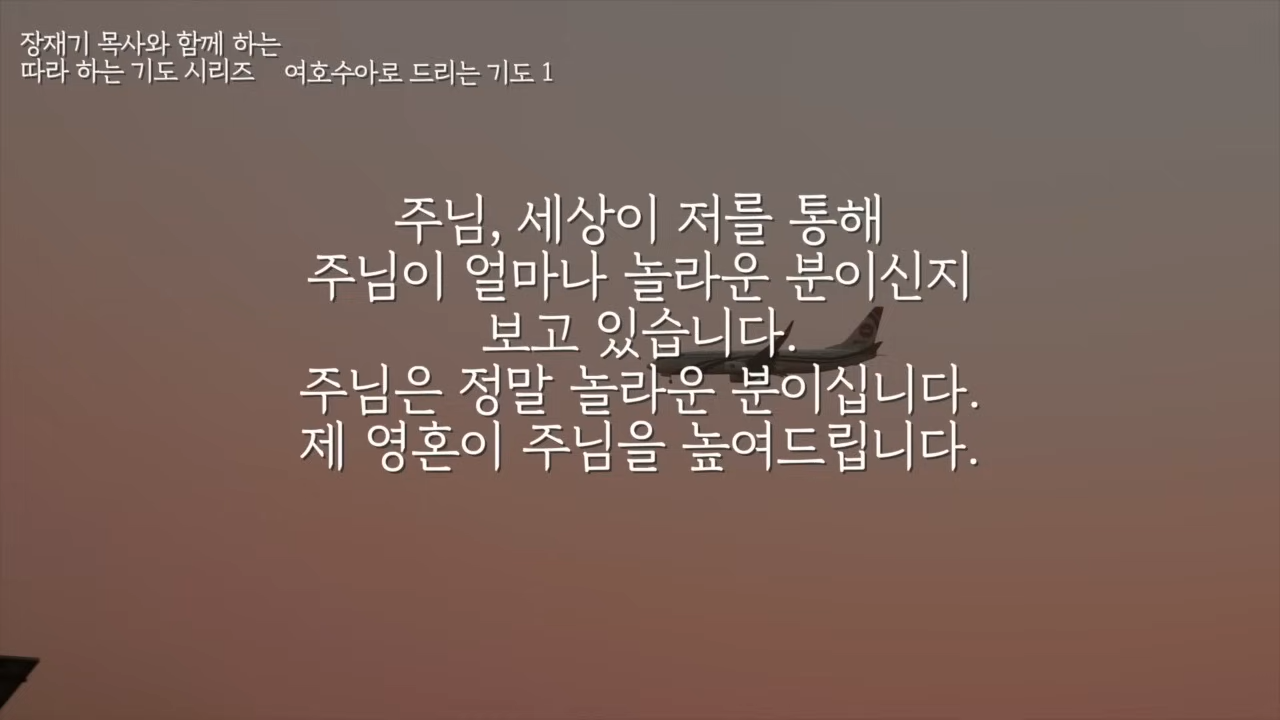 장재기 목사와 함께 하는
따라 하는 기도 시리즈 여호수아로 드리는 기도 1
주님, 세상이 저를 통해
주님이 얼마나 놀라운 분이신지
보고 있습니다.
주님은 정말 놀라운 분이십니다.
제 영혼이 주님을 높여드립니다.